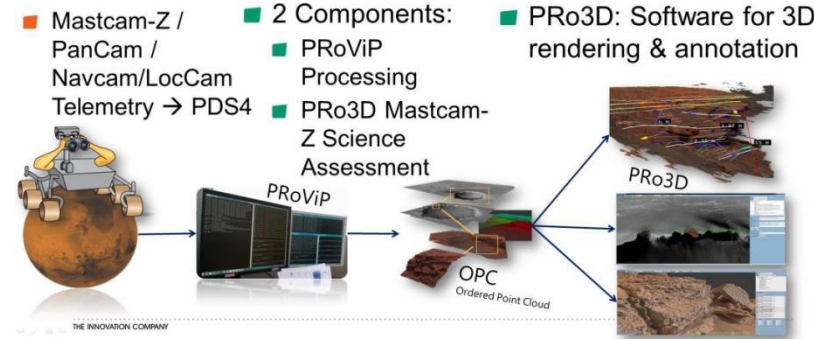 Mastcam-Z /
PanCam /
Navcam/LocCam
Telemetry → PDS4
2 Components:
PRoViP
Processing
PRo3D Mastcam-
Z Science
Assessment
PRo3D: Software for 3D
rendering & annotation
PRoViP
OPC
Ordered Point Cloud
PRo3D
THE INNOVATION COMPANY